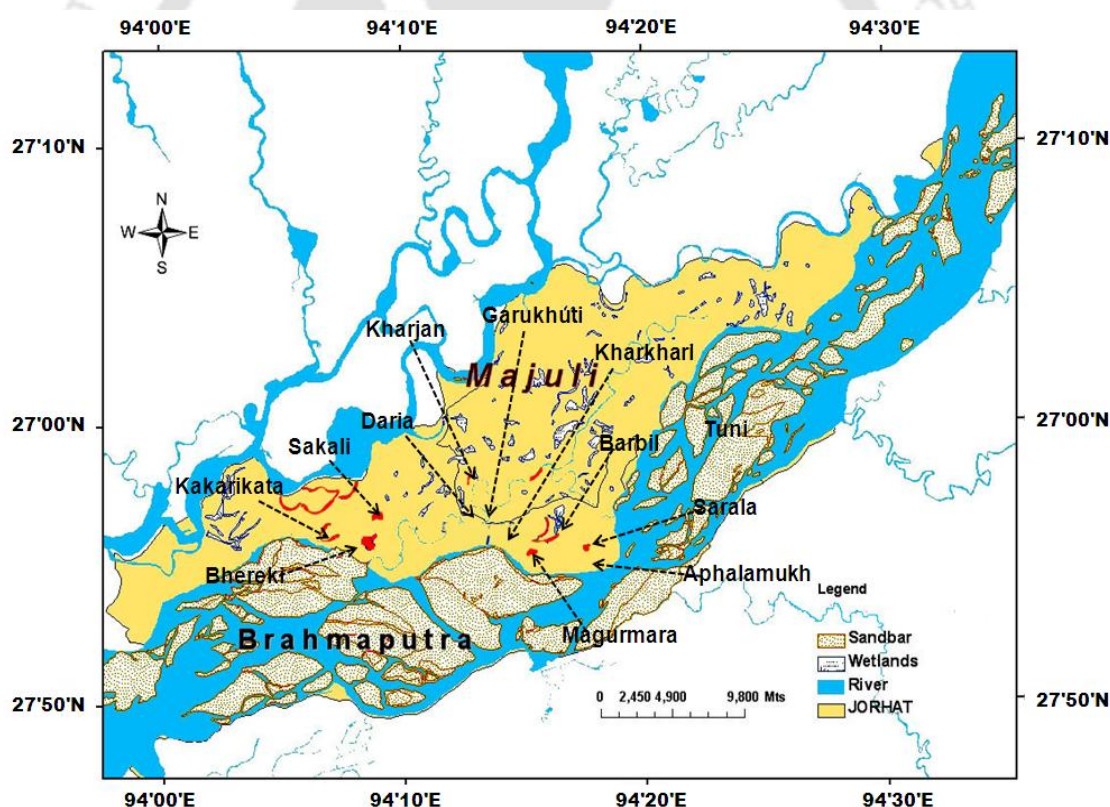 94'00'E 94'10'E 94'20'E 94'30'E
27'10'N 27'10'N
N
W E
S
Garukhuti
Kharjan
Kharkharl
Majuli
Daria
27'00'N 27'00'N
Tuni
Barbil
Sakali
Kakarikata
Sarala
Bhereki
Aphalamukh
Legend
Magurmara
Brahmaputra
Sandbar
Wetlands
River
JORHAT
0 2,450 4,900 9,800 Mts
27'50'N 27'50'N
94'00'E 94'10'E 94'20'E 94'30'E